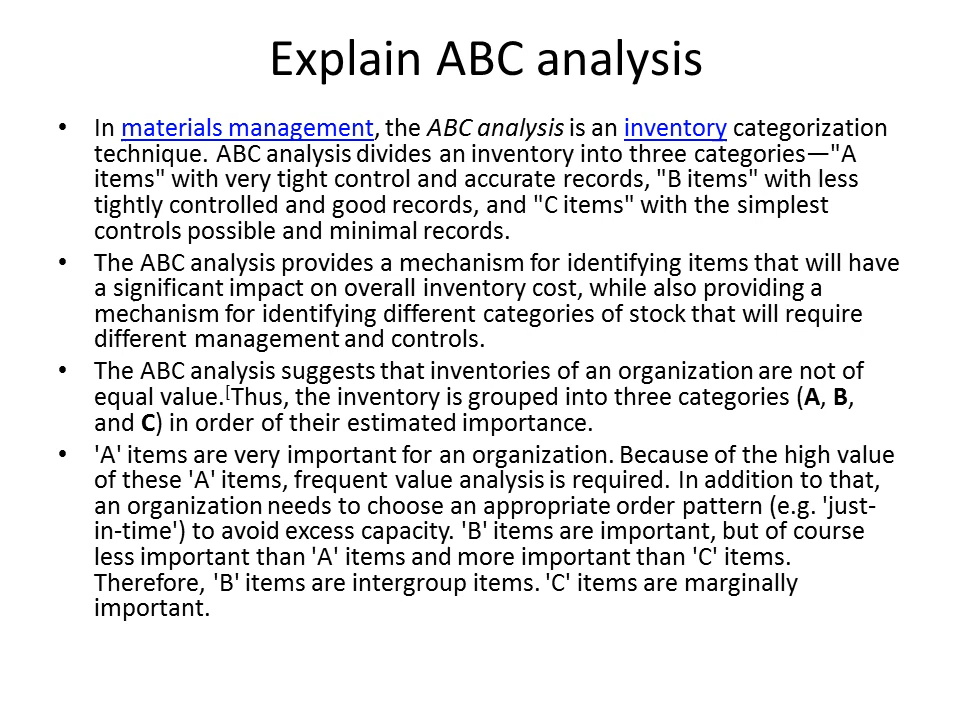 Explain ABC analysis
• In materials management, the ABC analysis is an inventory categorization
technique. ABC analysis divides an inventory into three categories—"A
items" with very tight control and accurate records, "B items" with less
tightly controlled and good records, and "C items" with the simplest
controls possible and minimal records.
• The ABC analysis provides a mechanism for identifying items that will have
a significant impact on overall inventory cost, while also providing a
mechanism for identifying different categories of stock that will require
different management and controls.
• The ABC analysis suggests that inventories of an organization are not of
equal value.[Thus, the inventory is grouped into three categories (A, B,
and C) in order of their estimated importance.
• 'A' items are very important for an organization. Because of the high value
of these 'A' items, frequent value analysis is required. In addition to that,
an organization needs to choose an appropriate order pattern (e.g. 'just-
in-time') to avoid excess capacity. 'B' items are important, but of course
less important than 'A' items and more important than 'C' items.
Therefore, 'B' items are intergroup items. 'C' items are marginally
important.